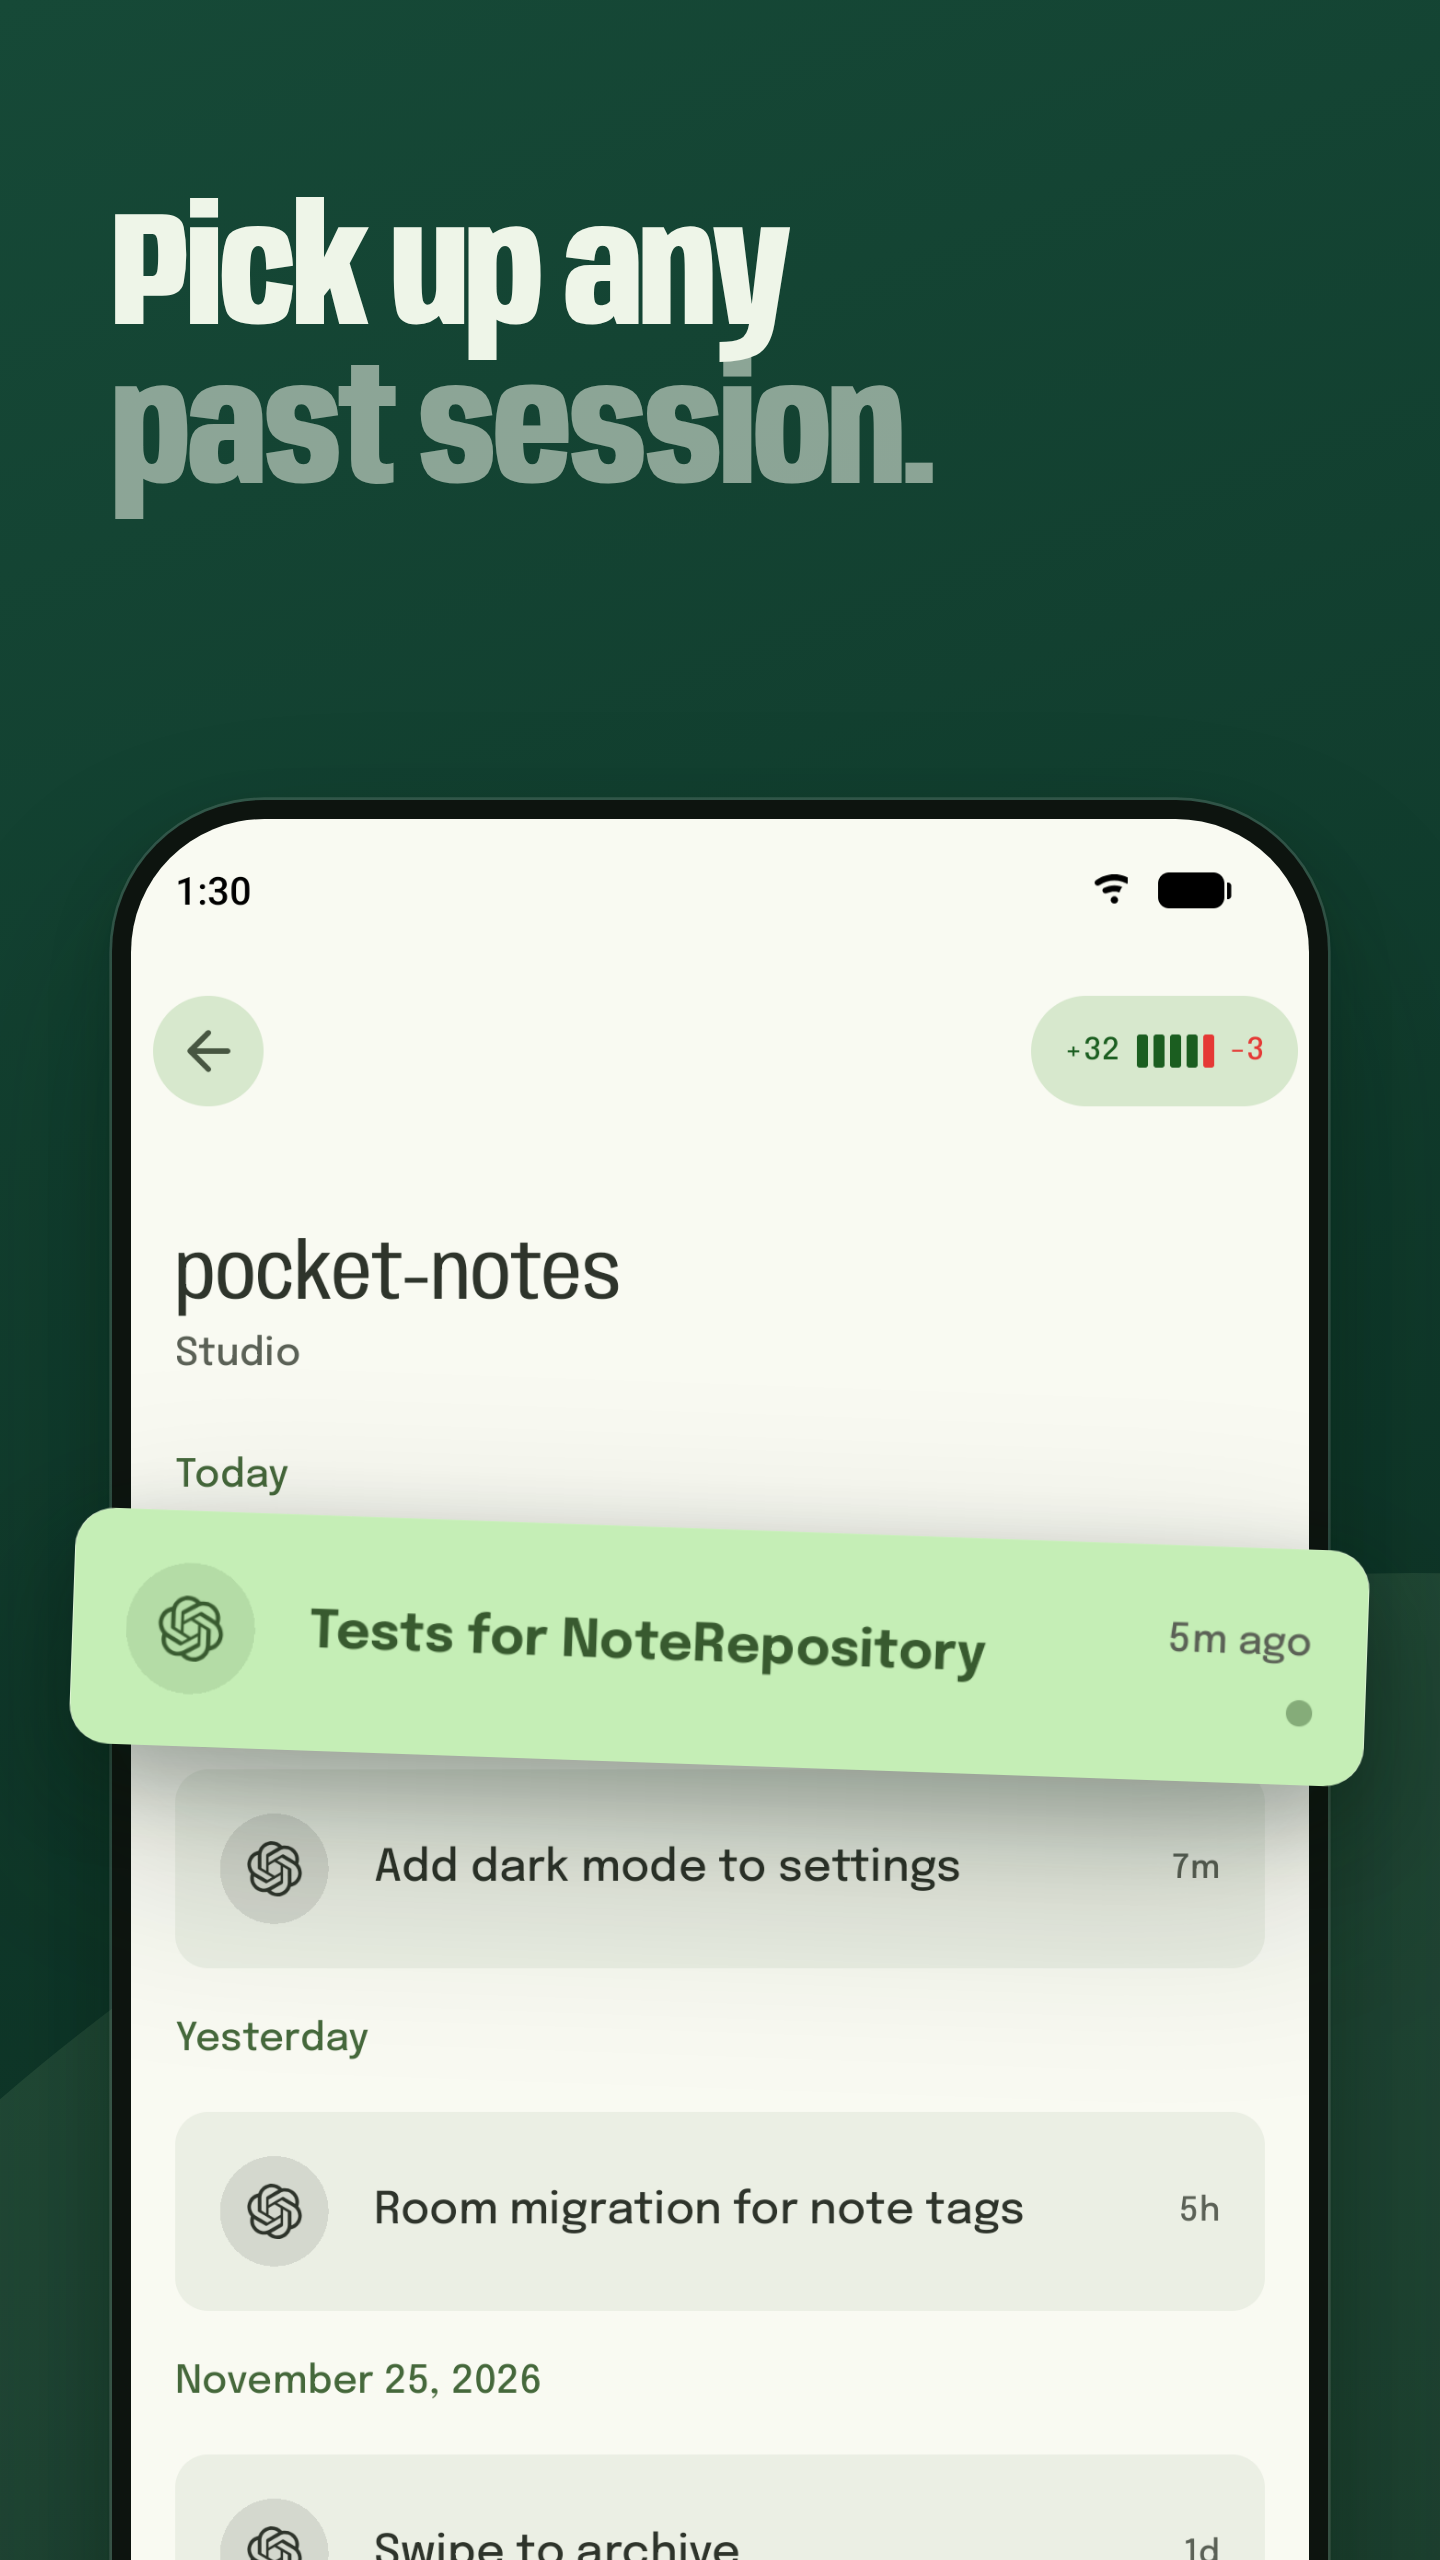 Pick up any
past session.
1:30
+32 -3
pocket-notes
Studio
Today
Tests for NoteRepository 5m ago
Add dark mode to settings 7m
Yesterday
Room migration for note tags 5h
November 25, 2026
Swipe to archive 1d